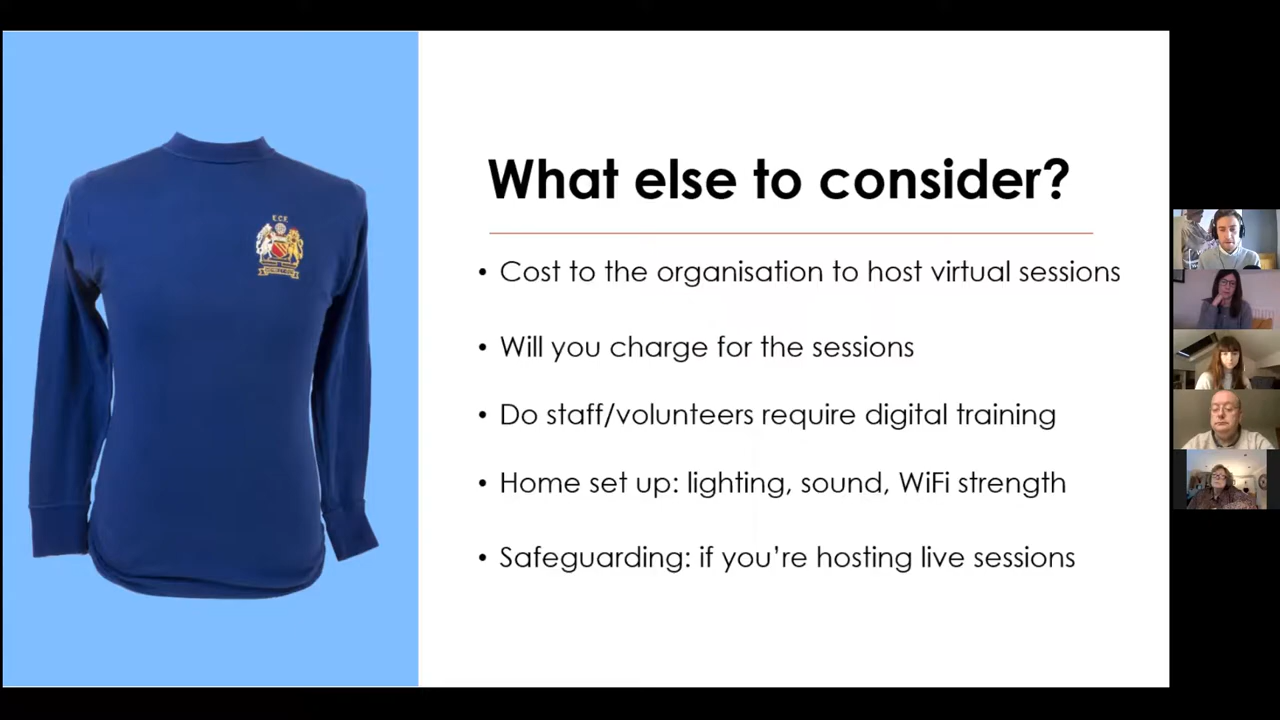 What else to consider?
• Cost to the organisation to host virtual sessions
• Will you charge for the sessions
• Do staff/volunteers require digital training
• Home set up: lighting, sound, WiFi strength
• Safeguarding: if you’re hosting live sessions